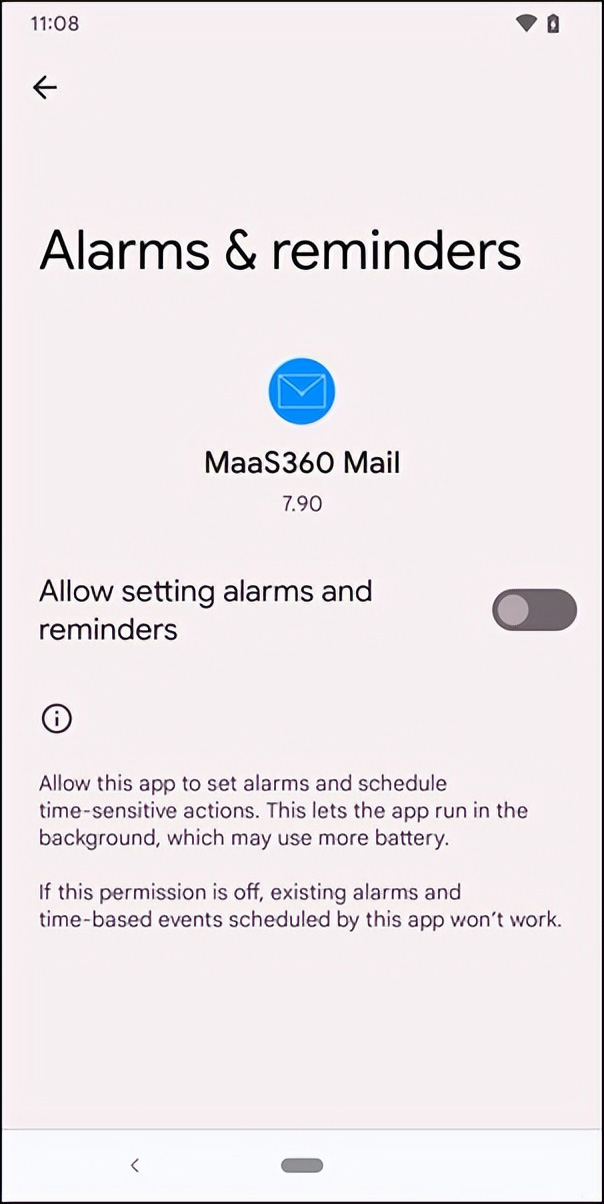 11:08
Alarms & reminders
MaaS360 Mail
7.90
Allow setting alarms and
reminders
Allow this app to set alarms and schedule
time-sensitive actions. This lets the app run in the
background, which may use more battery.
If this permission is off, existing alarms and
time-based events scheduled by this app won't work.